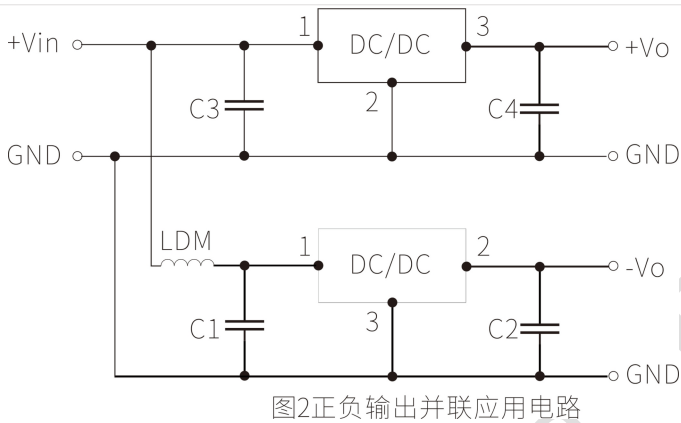 +Vin
1
DC/DC
3
+Vo
C3
2
C4
GND
GND
LDM
1
DC/DC
2
-Vo
C1
3
C2
GND
图2正负输出并联应用电路